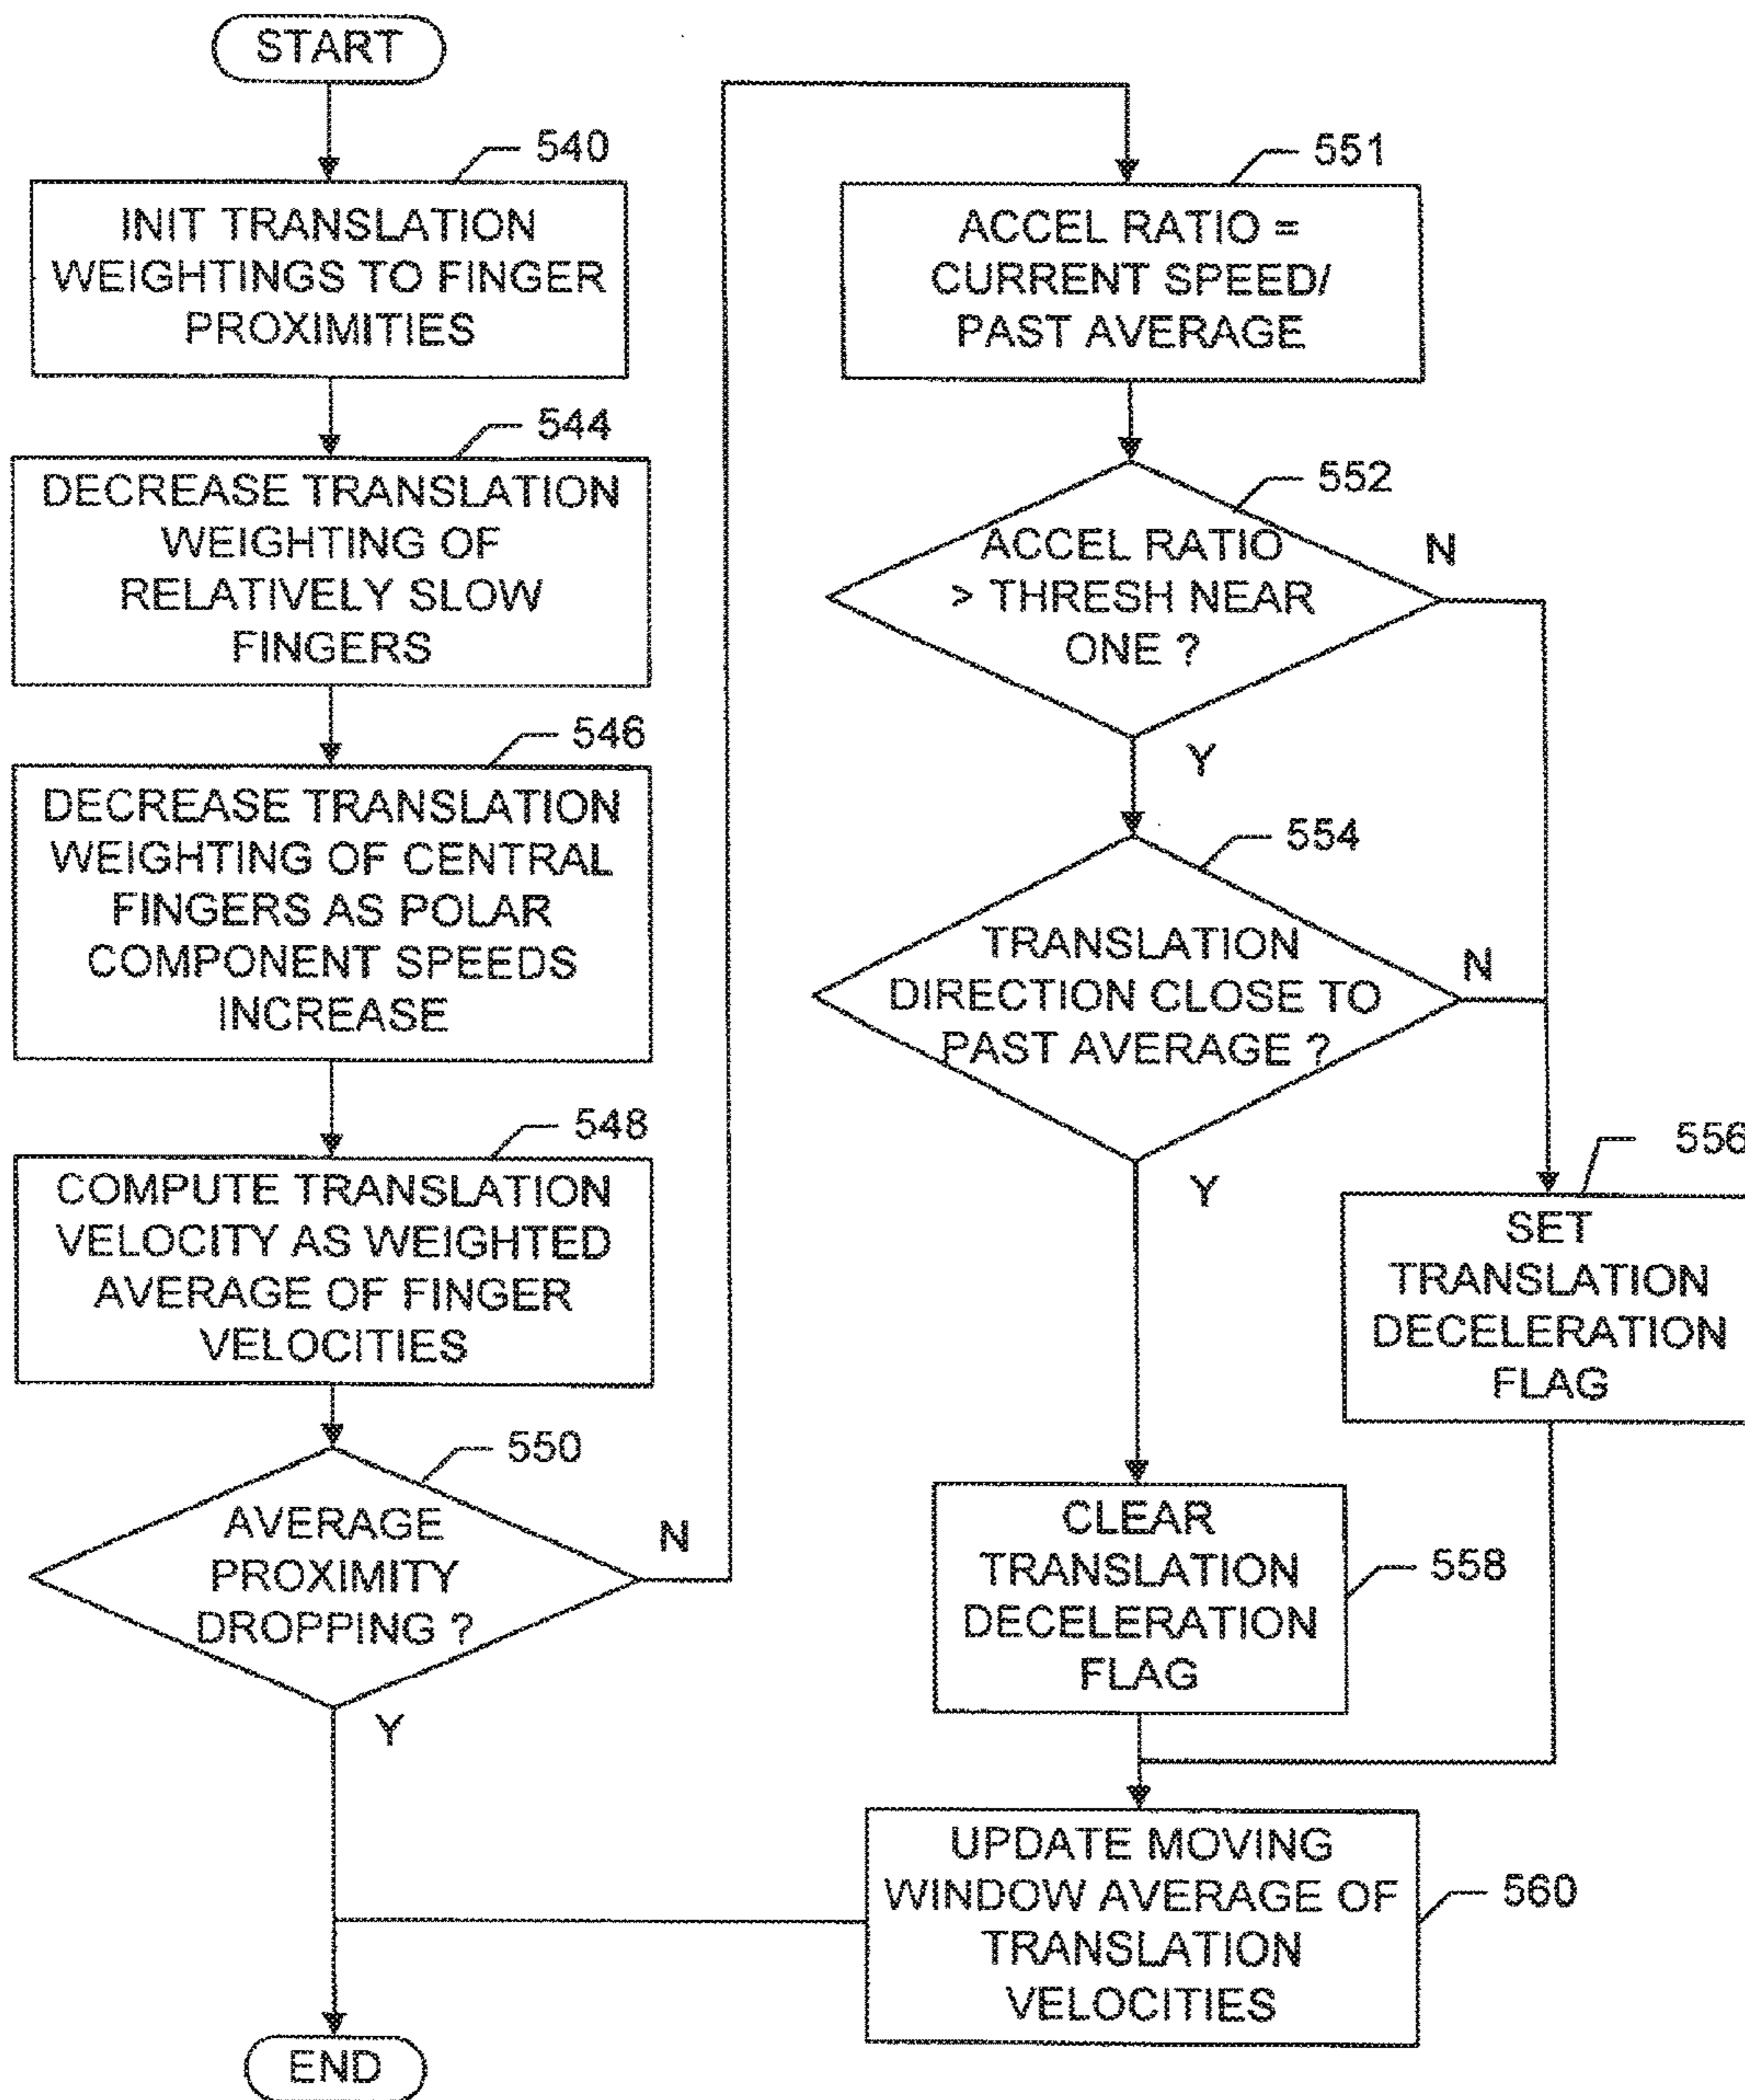 START
540
INIT TRANSLATION
WEIGHTINGS TO FINGER
PROXIMITIES
544
DECREASE TRANSLATION
WEIGHTING OF
RELATIVELY SLOW
FINGERS
546
DECREASE TRANSLATION
WEIGHTING OF CENTRAL
FINGERS AS POLAR
COMPONENT SPEEDS
INCREASE
548
COMPUTE TRANSLATION
VELOCITY AS WEIGHTED
AVERAGE OF FINGER
VELOCITIES
550
AVERAGE
PROXIMITY
DROPPING ?
N
Y
551
ACCEL RATIO =
CURRENT SPEED/
PAST AVERAGE
552
ACCEL RATIO
> THRESH NEAR
ONE ?
N
Y
554
TRANSLATION
DIRECTION CLOSE TO
PAST AVERAGE ?
N
Y
556
SET
TRANSLATION
DECELERATION
FLAG
558
CLEAR
TRANSLATION
DECELERATION
FLAG
560
UPDATE MOVING
WINDOW AVERAGE OF
TRANSLATION
VELOCITIES
END